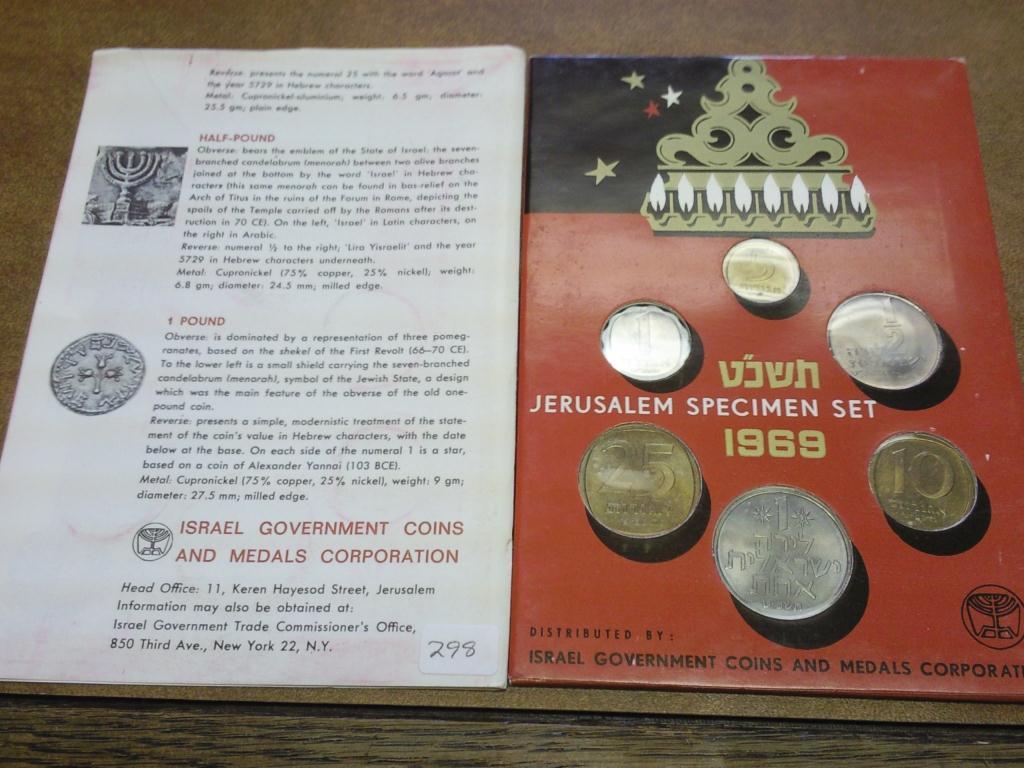 Reverse: presents the numeral 25 with the word 'Agorot' and
the year 5729 in Hebrew characters.
Metal: Cupronickel-aluminium; weight: 6.5 gm; diameter:
25.5 gm; plain edge.
HALF-POUND
Obverse: bears the emblem of the State of Israel: the seven-
branched candelabrum (menorah) between two olive branches
joined at the bottom by the word 'Israel' in Hebrew cha-
racters (this same menorah can be found in bas-relief on the
Arch of Titus in the ruins of the Forum in Rome, depicting the
spoils of the Temple carried off by the Romans after its dest-
ruction in 70 CE). On the left, 'Israel' in Latin characters, on
the right in Arabic.
Reverse: numeral ½ to the right; 'Lira Yisraelit' and the year
5729 in Hebrew characters underneath.
Metal: Cupronickel (75% copper, 25% nickel); weight:
6.8 gm; diameter: 24.5 mm; milled edge.
1 POUND
Obverse: is dominated by a representation of three pomeg-
ranates, based on the shekel of the First Revolt (66–70 CE).
To the lower left is a small shield carrying the seven-branched
candelabrum (menorah), symbol of the Jewish State, a design
which was the main feature of the obverse of the old one-
pound coin.
Reverse: presents a simple, modernistic treatment of the state-
ment of the coin's value in Hebrew characters, with the date
below at the base. On each side of the numeral 1 is a star,
based on a coin of Alexander Yannai (103 BCE).
Metal: Cupronickel (75% copper, 25% nickel), weight: 9 gm;
diameter: 27.5 mm; milled edge.
ISRAEL GOVERNMENT COINS
AND MEDALS CORPORATION
Head Office: 11, Keren Hayesod Street, Jerusalem
Information may also be obtained at:
Israel Government Trade Commissioner's Office,
850 Third Ave., New York 22, N.Y.
298
5
1
½
תשכ"ט
JERUSALEM SPECIMEN SET
1969
25
10
1
לירה
ישראלית
אחת
תשכ"ט
DISTRIBUTED BY:
ISRAEL GOVERNMENT COINS AND MEDALS CORPORATI